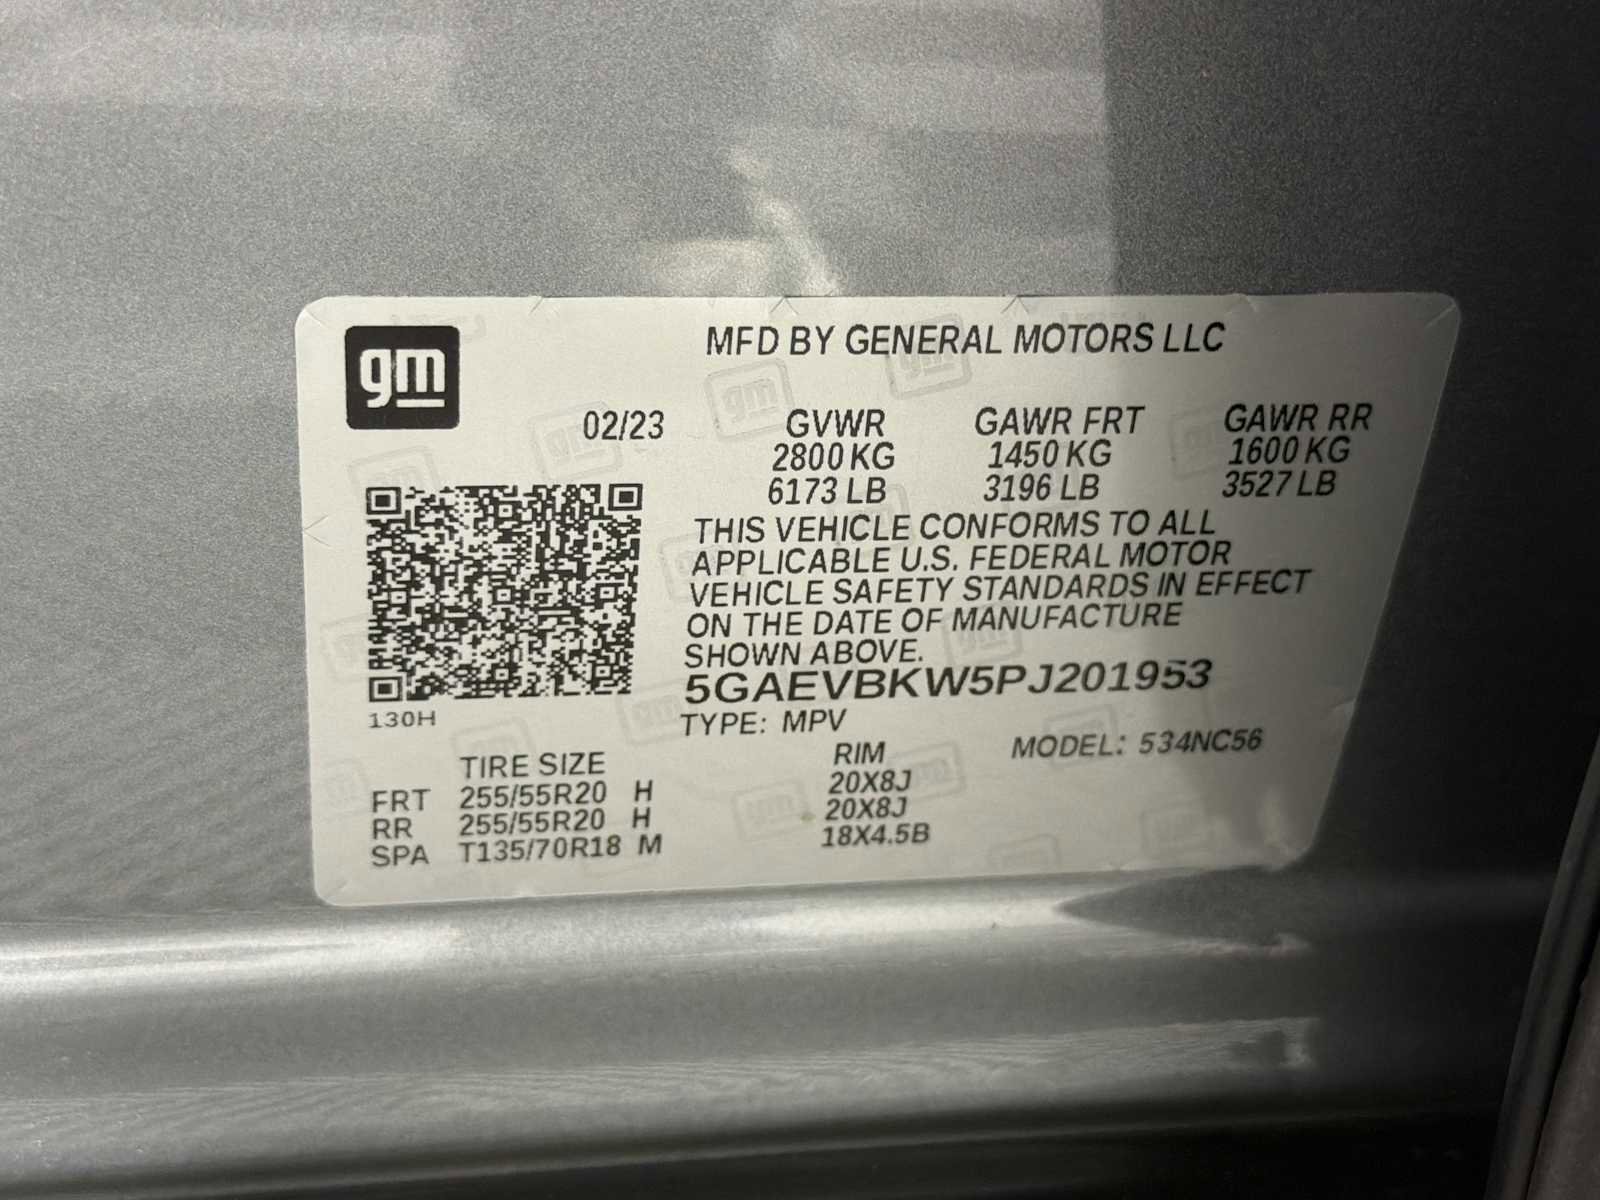 gm
MFD BY GENERAL MOTORS LLC
02/23 GVWR GAWR FRT GAWR RR
2800 KG 1450 KG 1600 KG
6173 LB 3196 LB 3527 LB
THIS VEHICLE CONFORMS TO ALL
APPLICABLE U.S. FEDERAL MOTOR
VEHICLE SAFETY STANDARDS IN EFFECT
ON THE DATE OF MANUFACTURE
SHOWN ABOVE.
5GAEVBKW5PJ201953
130H
TYPE: MPV
TIRE SIZE RIM MODEL: 534NC56
FRT 255/55R20 H 20X8J
RR 255/55R20 H 20X8J
SPA T135/70R18 M 18X4.5B